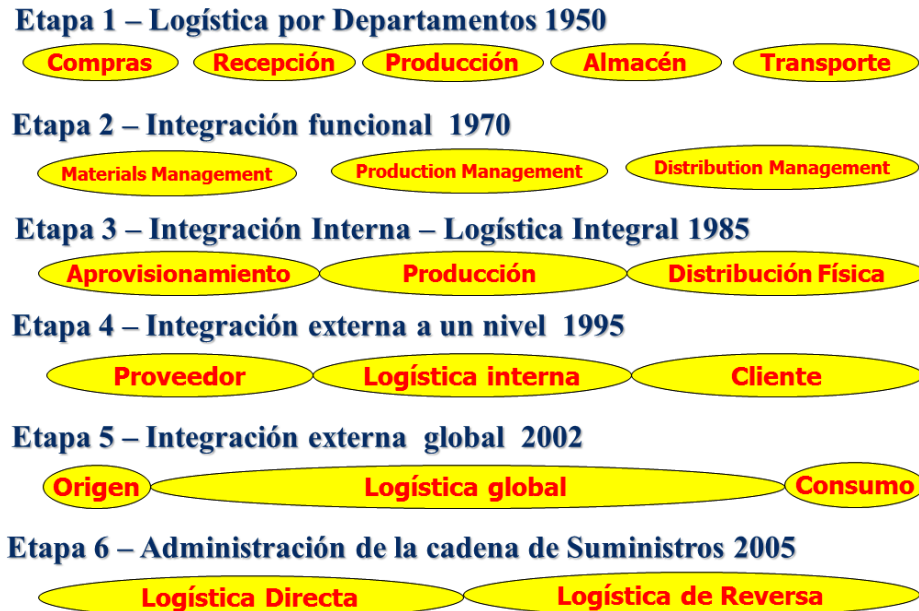 Etapa 1 – Logística por Departamentos 1950
Compras Recepción Producción Almacén Transporte
Etapa 2 – Integración funcional 1970
Materials Management Production Management Distribution Management
Etapa 3 – Integración Interna – Logística Integral 1985
Aprovisionamiento Producción Distribución Física
Etapa 4 – Integración externa a un nivel 1995
Proveedor Logística interna Cliente
Etapa 5 – Integración externa global 2002
Origen Logística global Consumo
Etapa 6 – Administración de la cadena de Suministros 2005
Logística Directa Logística de Reversa